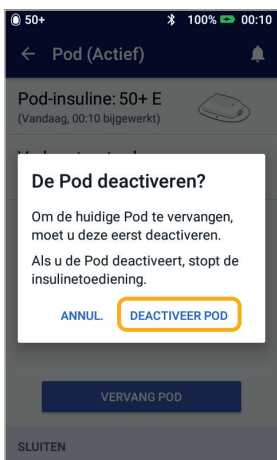 50+ 100% 00:10
Pod (Actief)
Pod-insuline: 50+ E
(Vandaag, 00:10 bijgewerkt)
De Pod deactiveren?
Om de huidige Pod te vervangen,
moet u deze eerst deactiveren.
Als u de Pod deactiveert, stopt de
insulinetoediening.
ANNUL. DEACTIVEER POD
VERVANG POD
SLUITEN